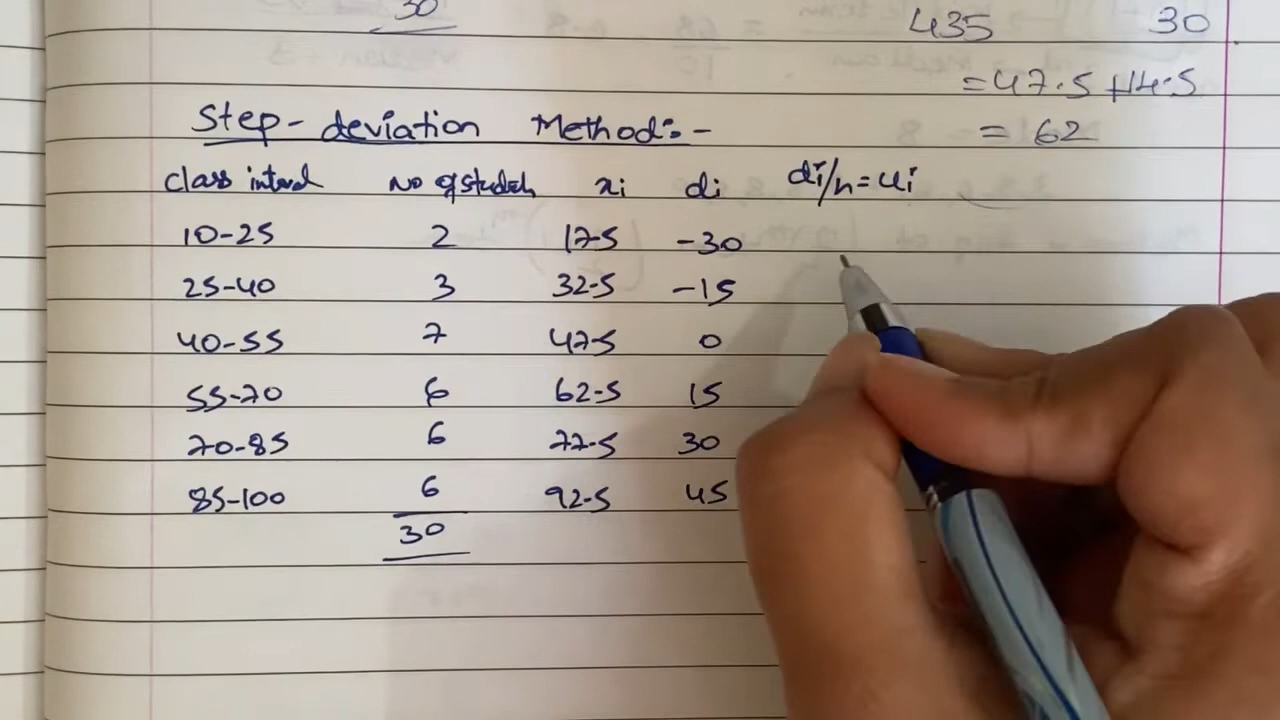 30
435 30
=47.5 +14.5
= 62
Step-deviation Method:-
class interval No of students xi di di/h=ui
10-25 2 17.5 -30
25-40 3 32.5 -15
40-55 7 47.5 0
55-70 6 62.5 15
70-85 6 77.5 30
85-100 6 92.5 45
30